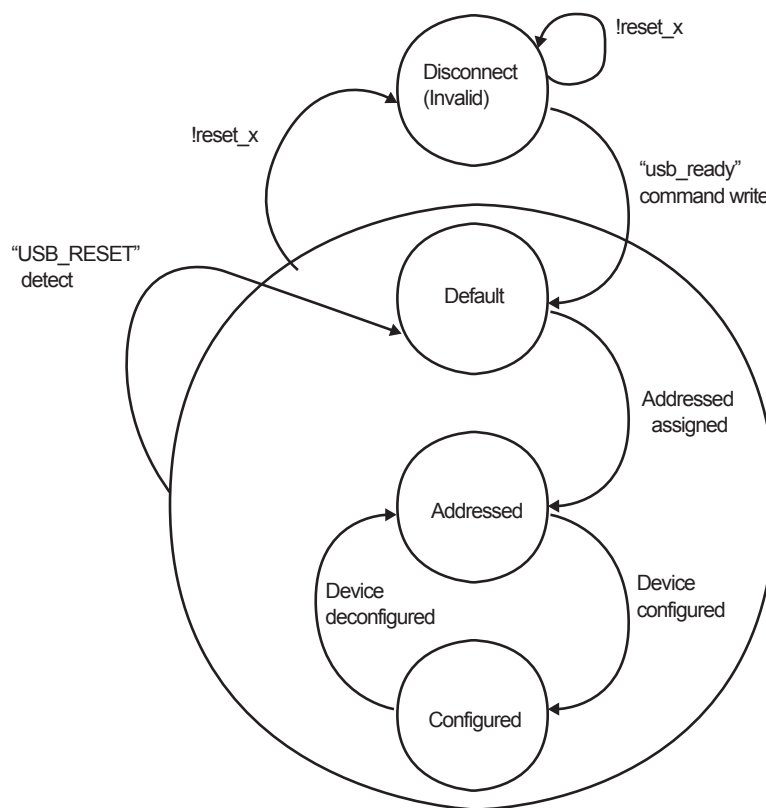 !reset_x
Disconnect
(Invalid)
!reset_x
“usb_ready”
command write
“USB_RESET”
detect
Default
Addressed
assigned
Addressed
Device
deconfigured
Device
configured
Configured